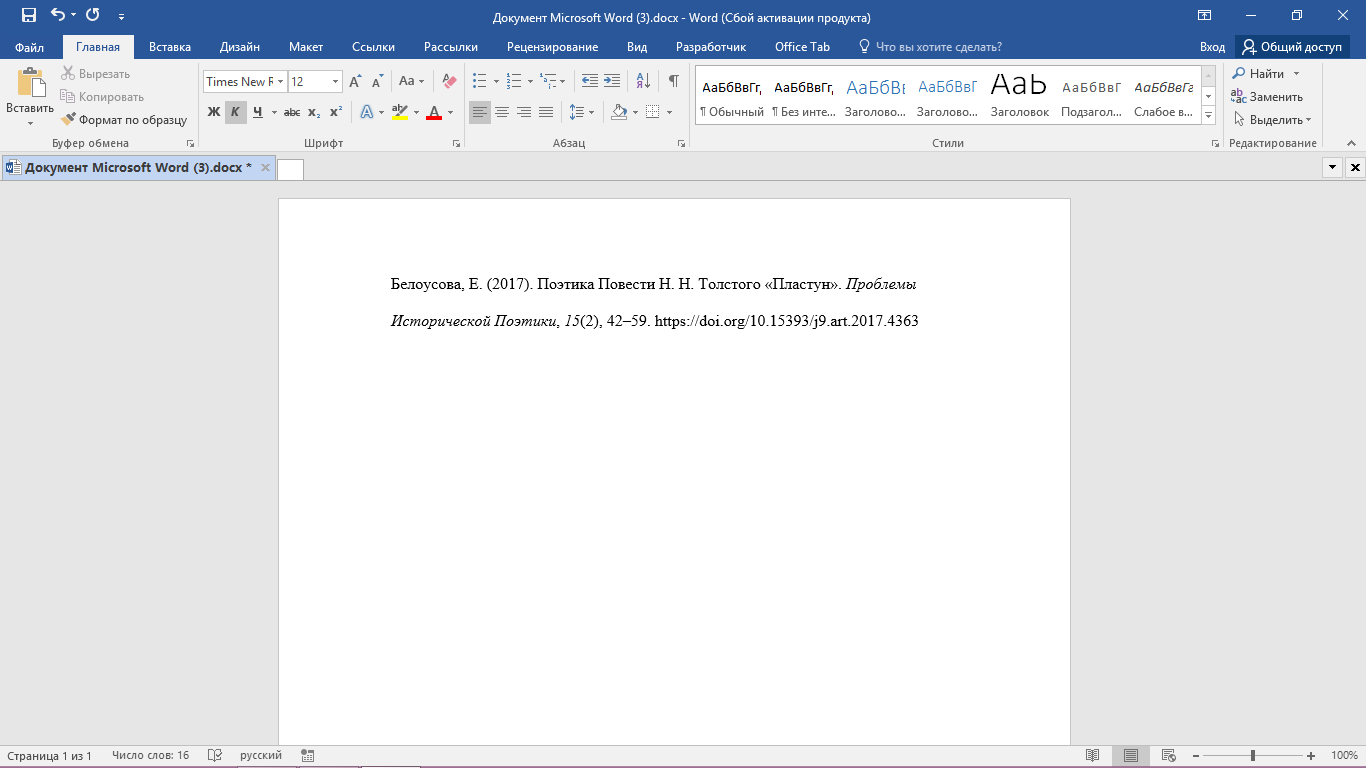 Документ Microsoft Word (3).docx - Word (Сбой активации продукта)
Файл Главная Вставка Дизайн Макет Ссылки Рассылки Рецензирование Вид Разработчик Office Tab Что вы хотите сделать? Вход Общий доступ
Вставить
Вырезать
Копировать
Формат по образцу
Буфер обмена
Times New R 12
Aa
Ж К Ч abc x₂ x² A ab A
Шрифт
Абзац
АаБбВвГг, АаБбВвГг, АаБбВв АаБбВвГ АаЬ АаБбВвГ АаБбВвГг
¶ Обычный ¶ Без инте... Заголово... Заголово... Заголовок Подзагол... Слабое в...
Стили
Найти
Заменить
Выделить
Редактирование
Документ Microsoft Word (3).docx *
Белоусова, Е. (2017). Поэтика Повести Н. Н. Толстого «Пластун». Проблемы
Исторической Поэтики, 15(2), 42–59. https://doi.org/10.15393/j9.art.2017.4363
Страница 1 из 1 Число слов: 16 русский 100%